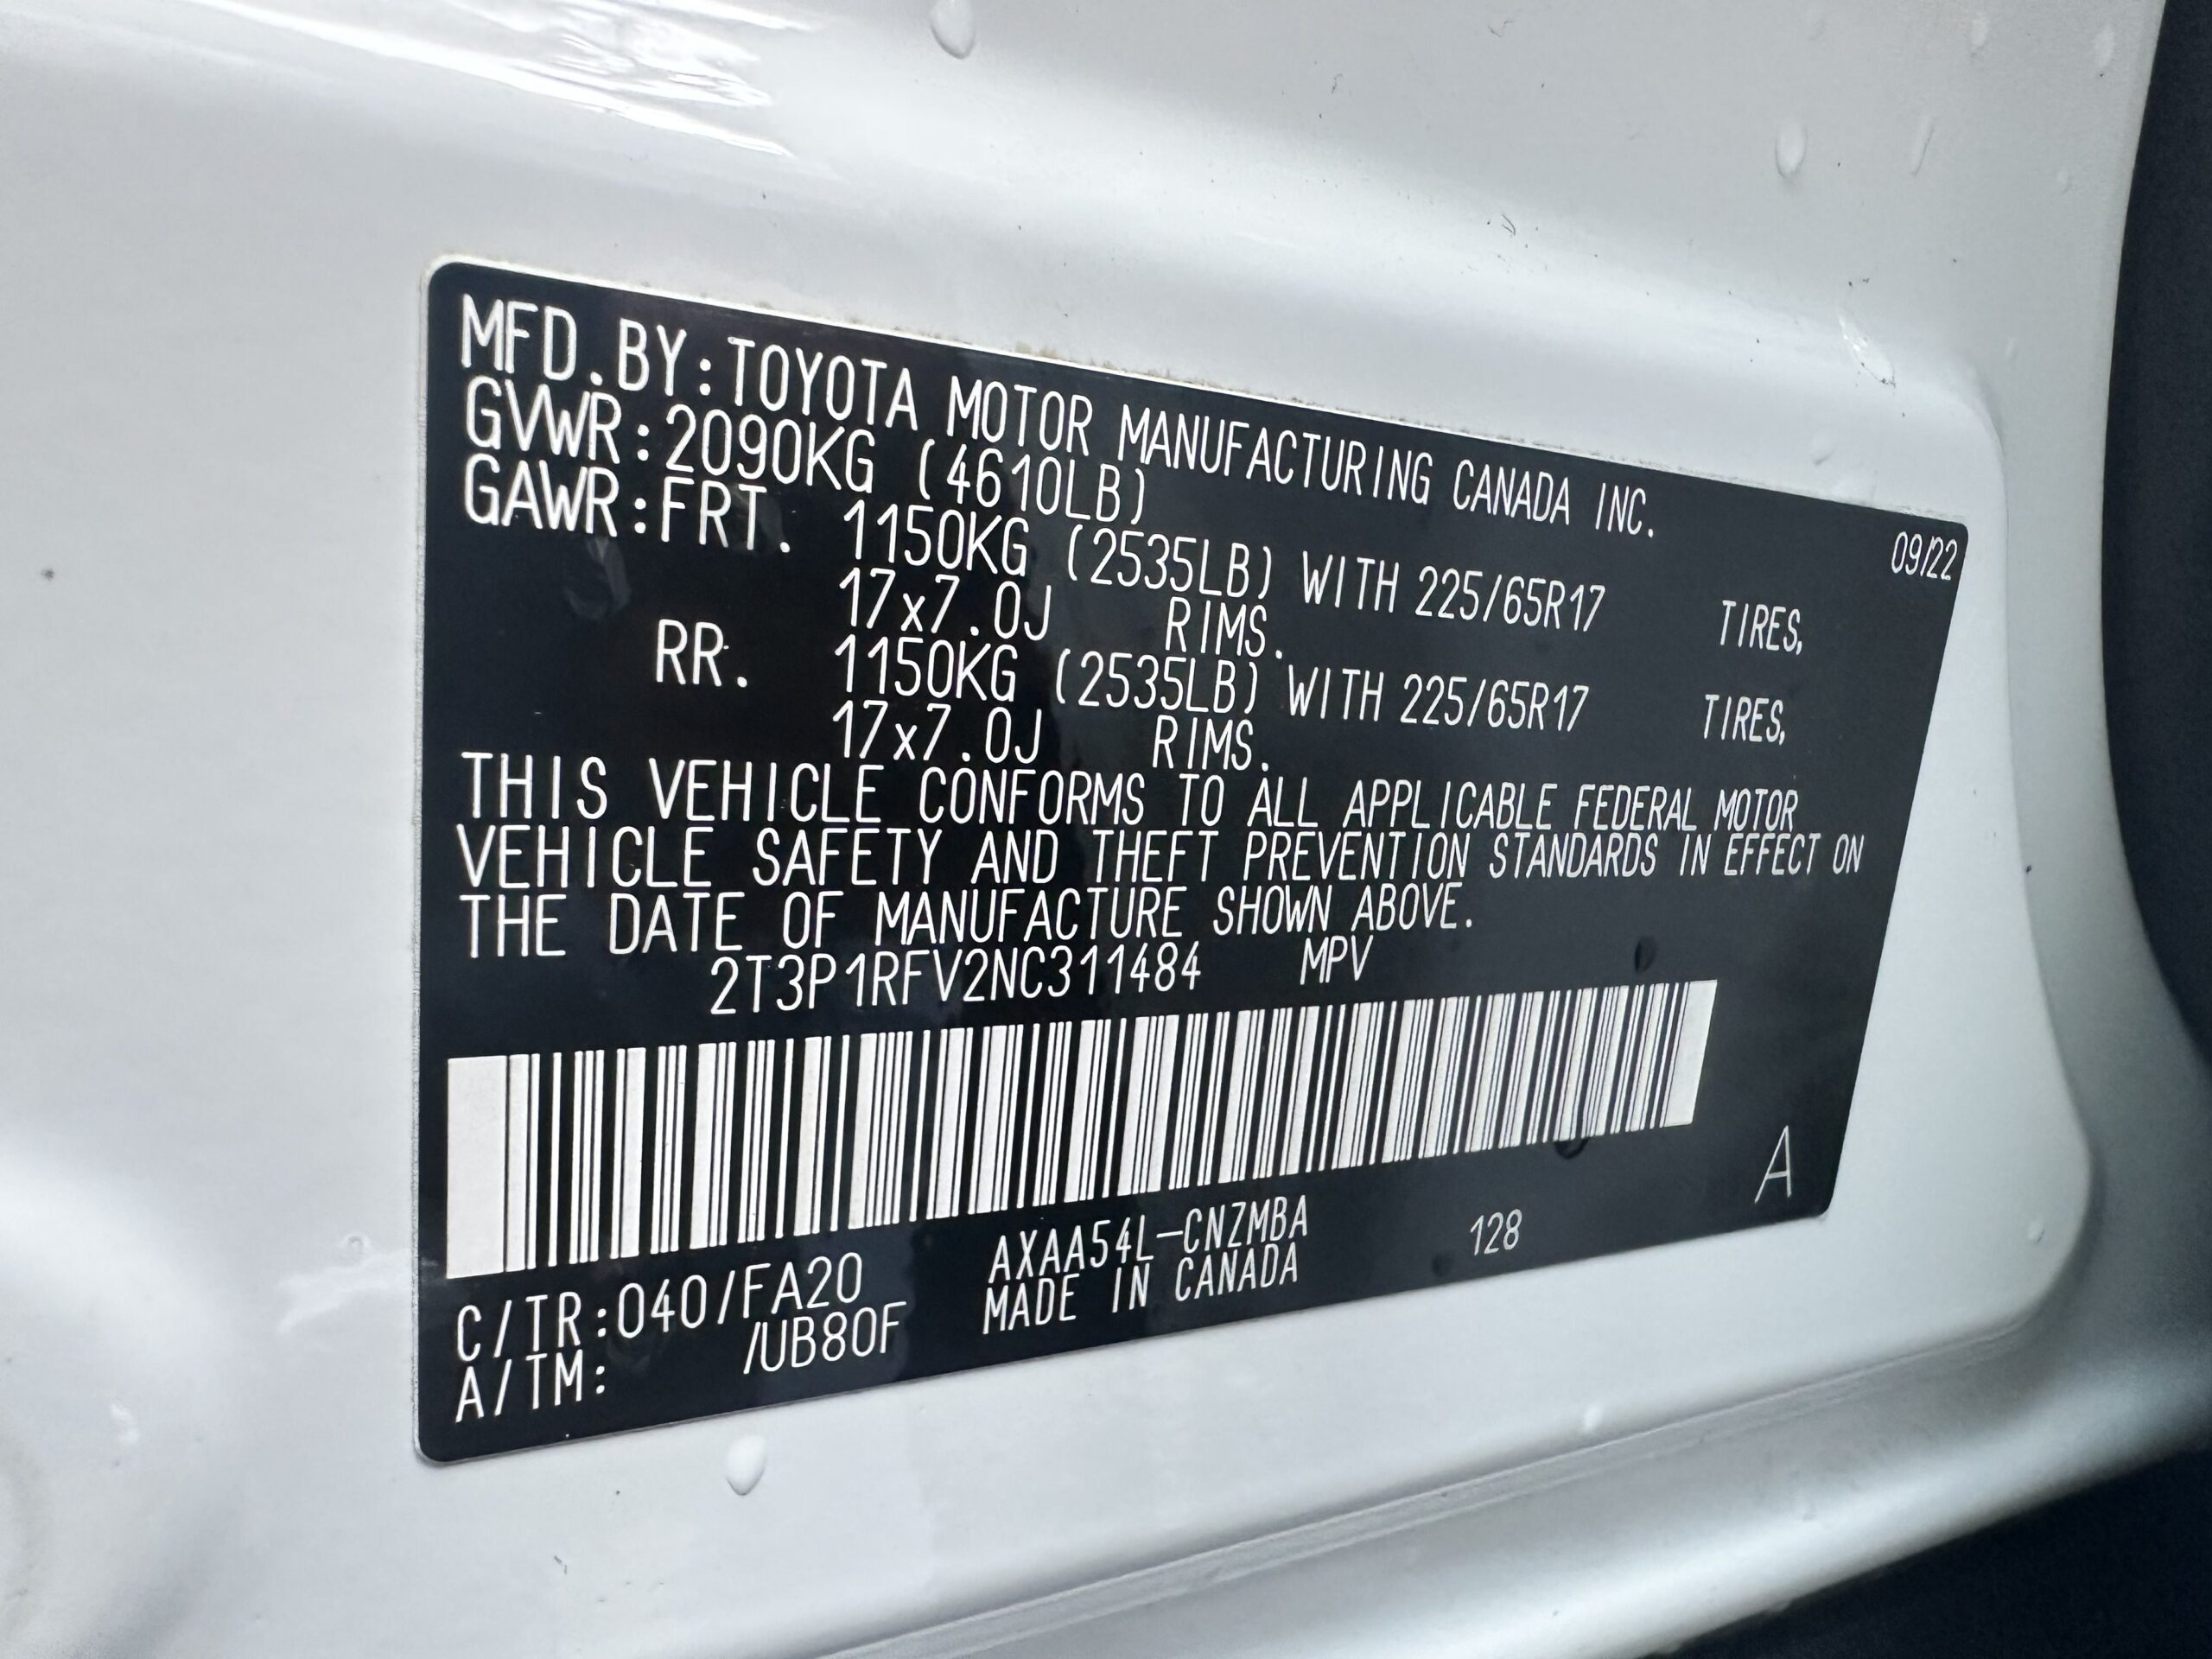 MFD.BY:TOYOTA MOTOR MANUFACTURING CANADA INC.
GVWR:2090KG (4610LB) 09/22
GAWR:FRT. 1150KG (2535LB) WITH 225/65R17 TIRES,
17x7.0J RIMS.
RR. 1150KG (2535LB) WITH 225/65R17 TIRES,
17x7.0J RIMS.
THIS VEHICLE CONFORMS TO ALL APPLICABLE FEDERAL MOTOR
VEHICLE SAFETY AND THEFT PREVENTION STANDARDS IN EFFECT ON
THE DATE OF MANUFACTURE SHOWN ABOVE.
2T3P1RFV2NC311484 MPV
A
C/TR:040/FA20 AXAA54L-CNZMBA 128
A/TM: /UB80F MADE IN CANADA